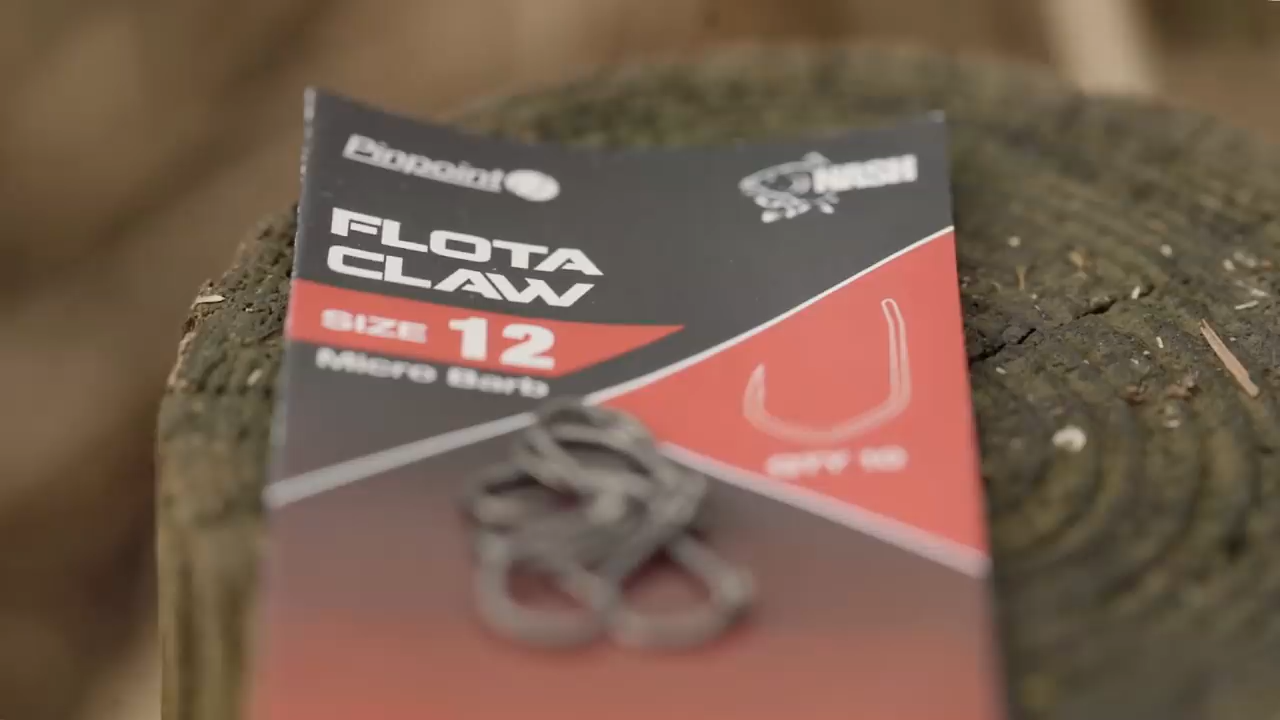 Pinpoint
NASH
FLOTA
CLAW
SIZE 12
Micro Barb
QTY 10